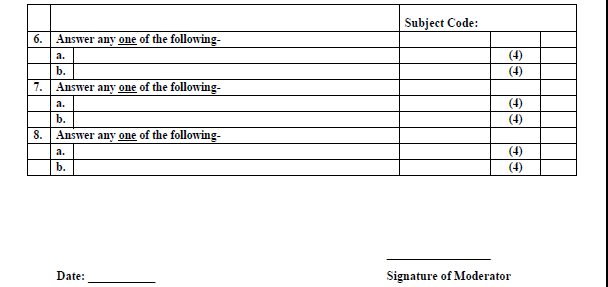 Subject Code:
6. Answer any one of the following-
a. (4)
b. (4)
7. Answer any one of the following-
a. (4)
b. (4)
8. Answer any one of the following-
a. (4)
b. (4)
Date: Signature of Moderator